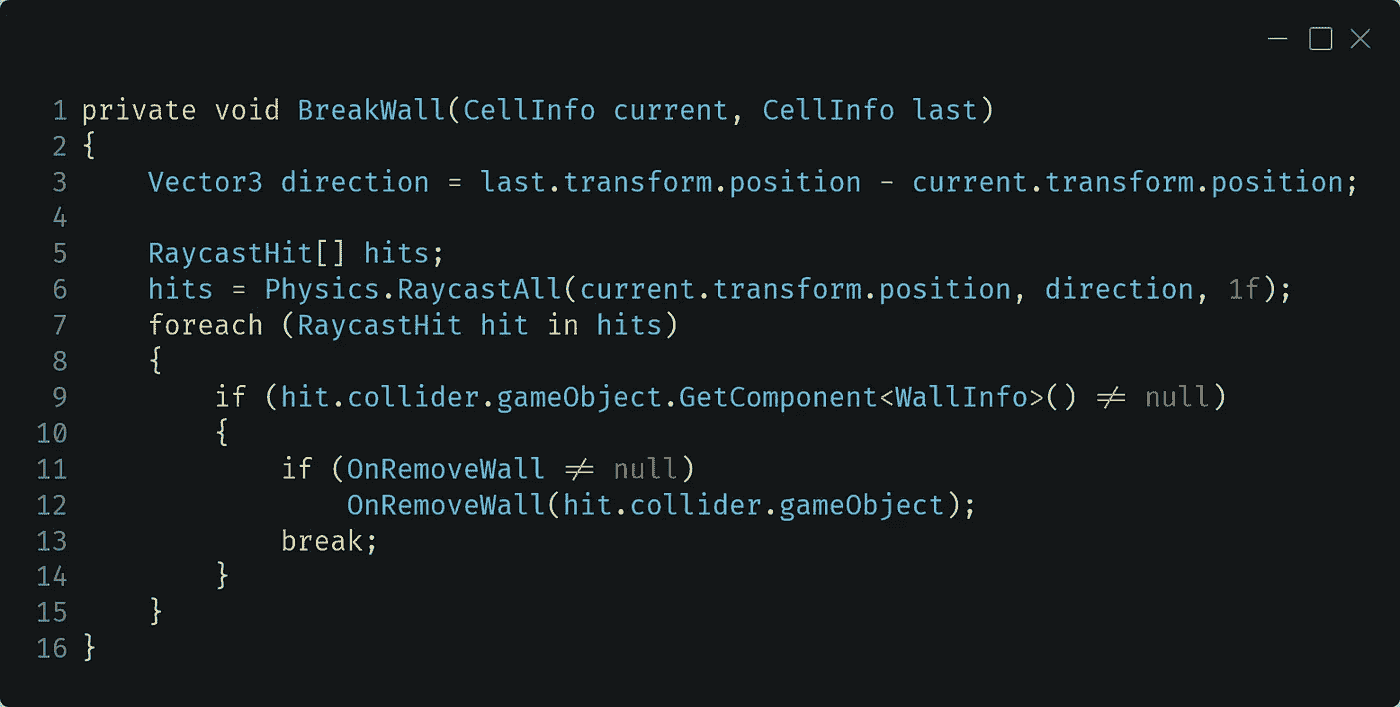 1 private void BreakWall(CellInfo current, CellInfo last)
2 {
3     Vector3 direction = last.transform.position - current.transform.position;
4
5     RaycastHit[] hits;
6     hits = Physics.RaycastAll(current.transform.position, direction, 1f);
7     foreach (RaycastHit hit in hits)
8     {
9         if (hit.collider.gameObject.GetComponent<WallInfo>() ≠ null)
10         {
11             if (OnRemoveWall ≠ null)
12                 OnRemoveWall(hit.collider.gameObject);
13             break;
14         }
15     }
16 }